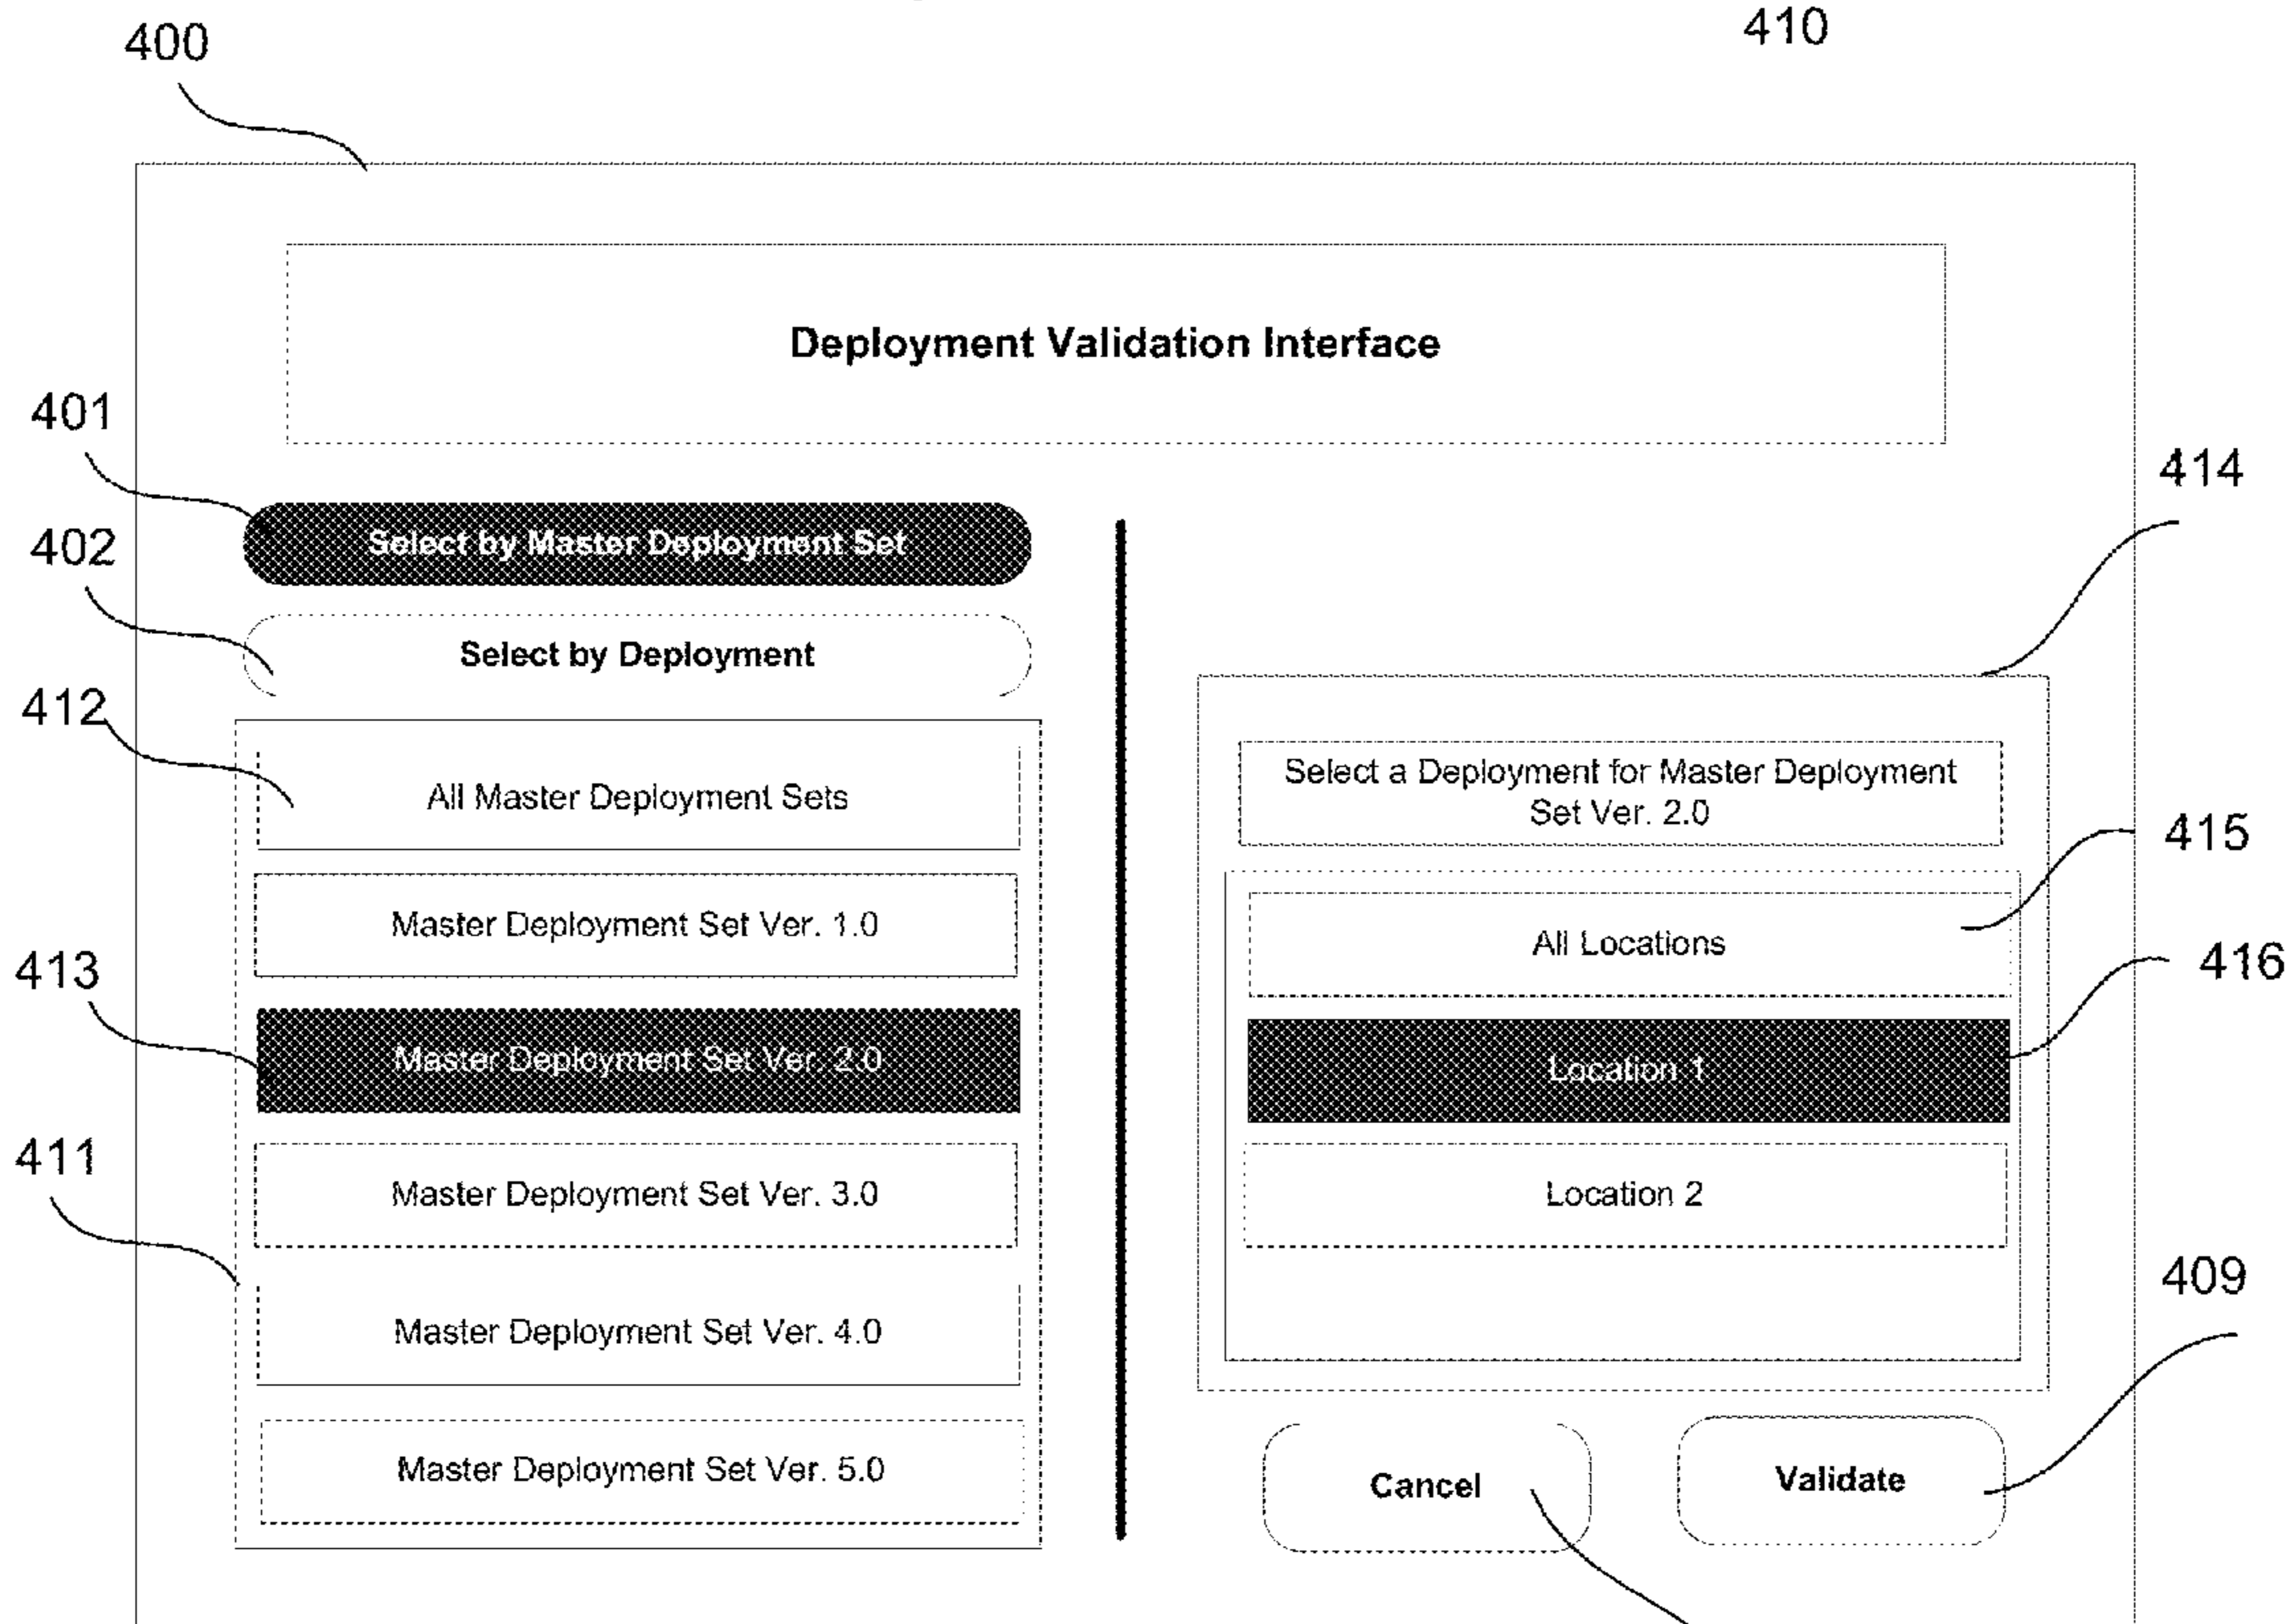 410
400
Deployment Validation Interface
401
414
Select by Master Deployment Set
402
Select by Deployment
412
All Master Deployment Sets
Select a Deployment for Master Deployment
Set Ver. 2.0
415
Master Deployment Set Ver. 1.0
All Locations
413
416
Master Deployment Set Ver. 2.0
Location 1
411
Master Deployment Set Ver. 3.0
Location 2
409
Master Deployment Set Ver. 4.0
Master Deployment Set Ver. 5.0
Cancel
Validate